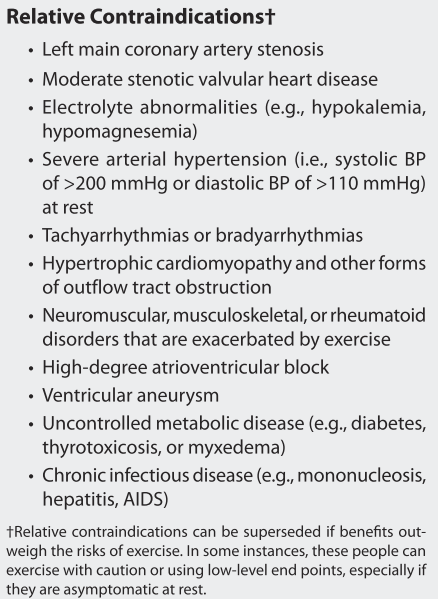 Relative Contraindications†
• Left main coronary artery stenosis
• Moderate stenotic valvular heart disease
• Electrolyte abnormalities (e.g., hypokalemia,
hypomagnesemia)
• Severe arterial hypertension (i.e., systolic BP
of >200 mmHg or diastolic BP of >110 mmHg)
at rest
• Tachyarrhythmias or bradyarrhythmias
• Hypertrophic cardiomyopathy and other forms
of outflow tract obstruction
• Neuromuscular, musculoskeletal, or rheumatoid
disorders that are exacerbated by exercise
• High-degree atrioventricular block
• Ventricular aneurysm
• Uncontrolled metabolic disease (e.g., diabetes,
thyrotoxicosis, or myxedema)
• Chronic infectious disease (e.g., mononucleosis,
hepatitis, AIDS)
†Relative contraindications can be superseded if benefits out-
weigh the risks of exercise. In some instances, these people can
exercise with caution or using low-level end points, especially if
they are asymptomatic at rest.